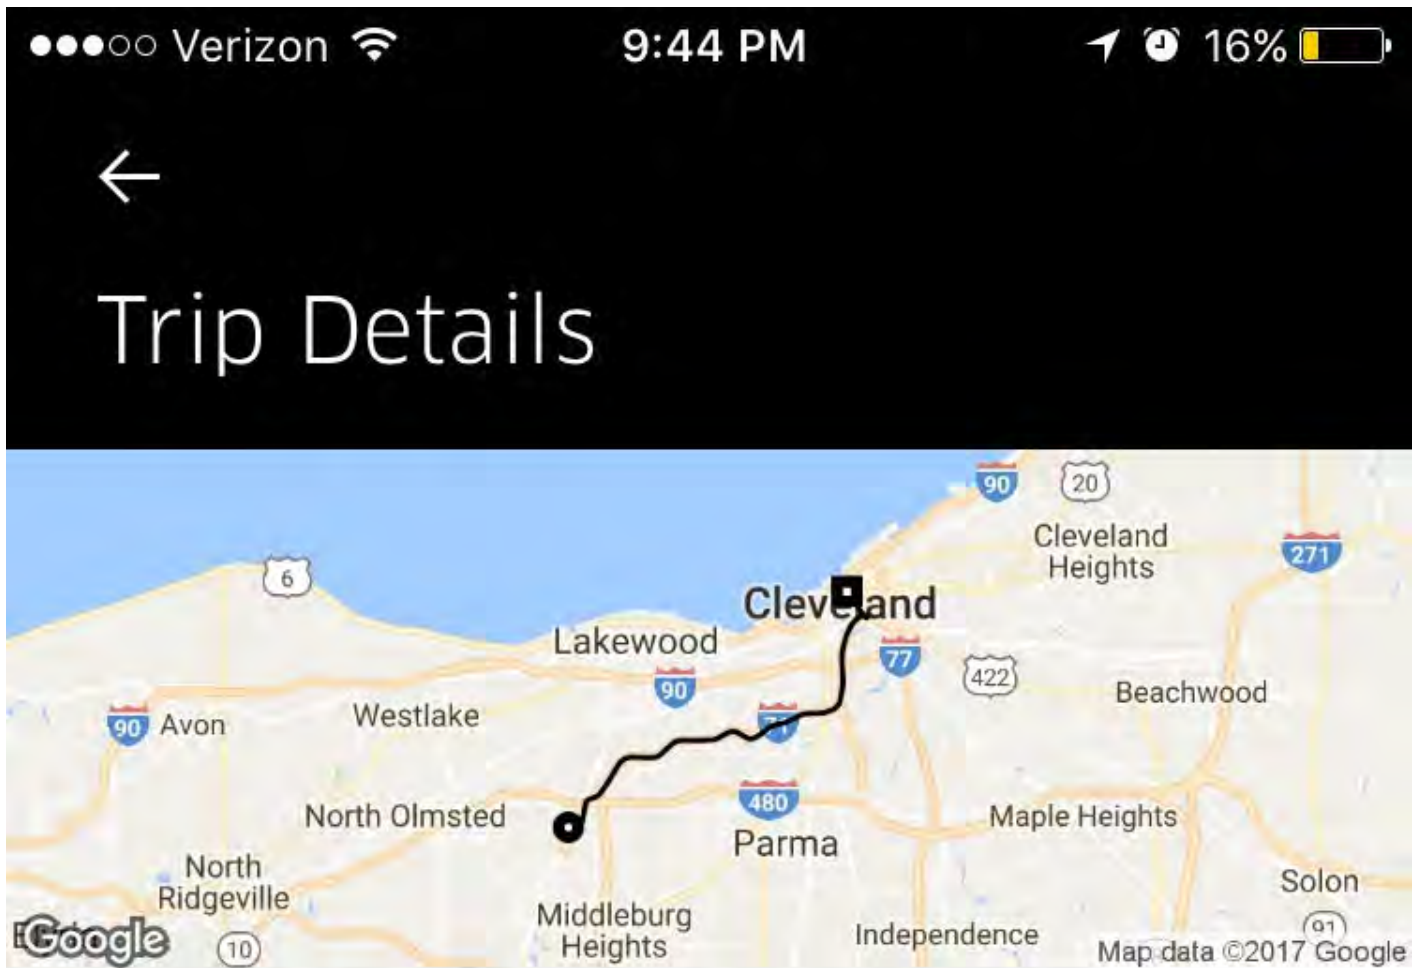 Verizon 9:44 PM 16%
Trip Details
90 20
Cleveland
Heights
271
6
Cleveland
Lakewood
77
422
90
Beachwood
Westlake
90 Avon
71
480
North Olmsted
Maple Heights
Parma
North
Ridgeville
Solon
Middleburg
Heights
91
Independence
Google
10
Map data ©2017 Google